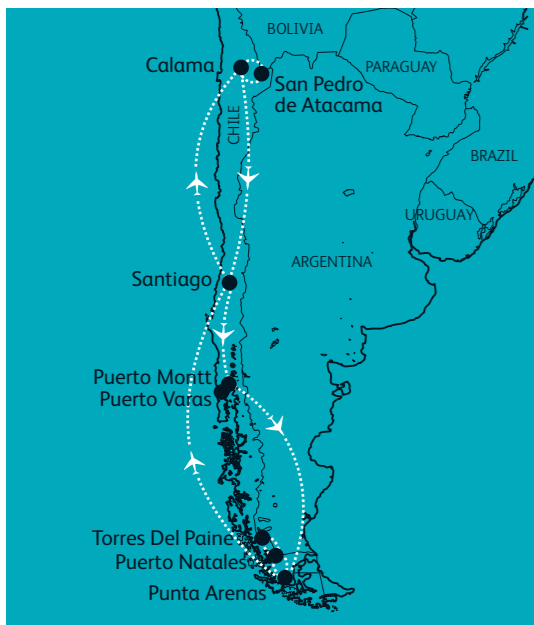 BOLIVIA
Calama
San Pedro
de Atacama
PARAGUAY
CHILE
BRAZIL
URUGUAY
ARGENTINA
Santiago
Puerto Montt
Puerto Varas
Torres Del Paine
Puerto Natales
Punta Arenas